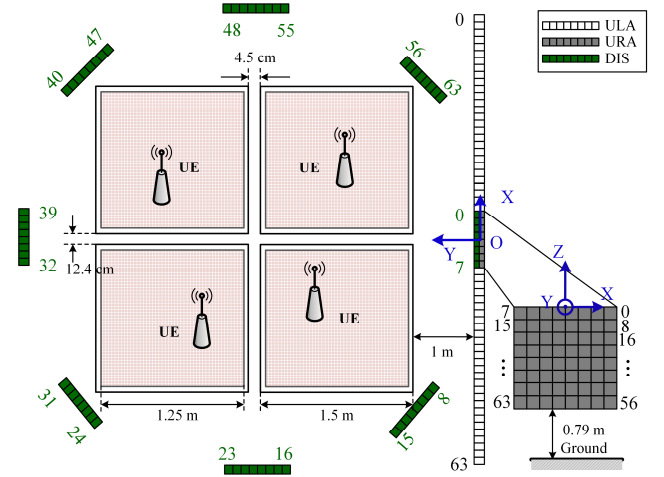 0
48 55
47
40
4.5 cm
56
63
ULA
URA
DIS
UE
UE
39
32
12.4 cm
0
7
X
Y
O
Z
X
Y
7
15
63
0
8
16
56
UE
UE
1 m
31
24
1.25 m
1.5 m
8
15
0.79 m
Ground
23 16
63